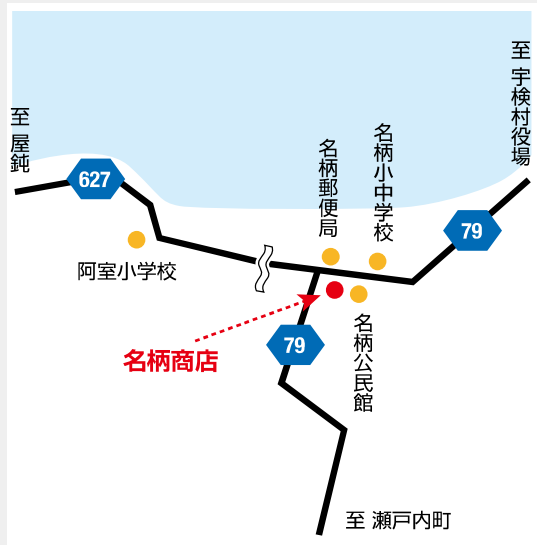 至 宇検村役場
至 屋鈍
名柄小中学校
名柄郵便局
627
79
阿室小学校
名柄公民館
79
名柄商店
至 瀬戸内町